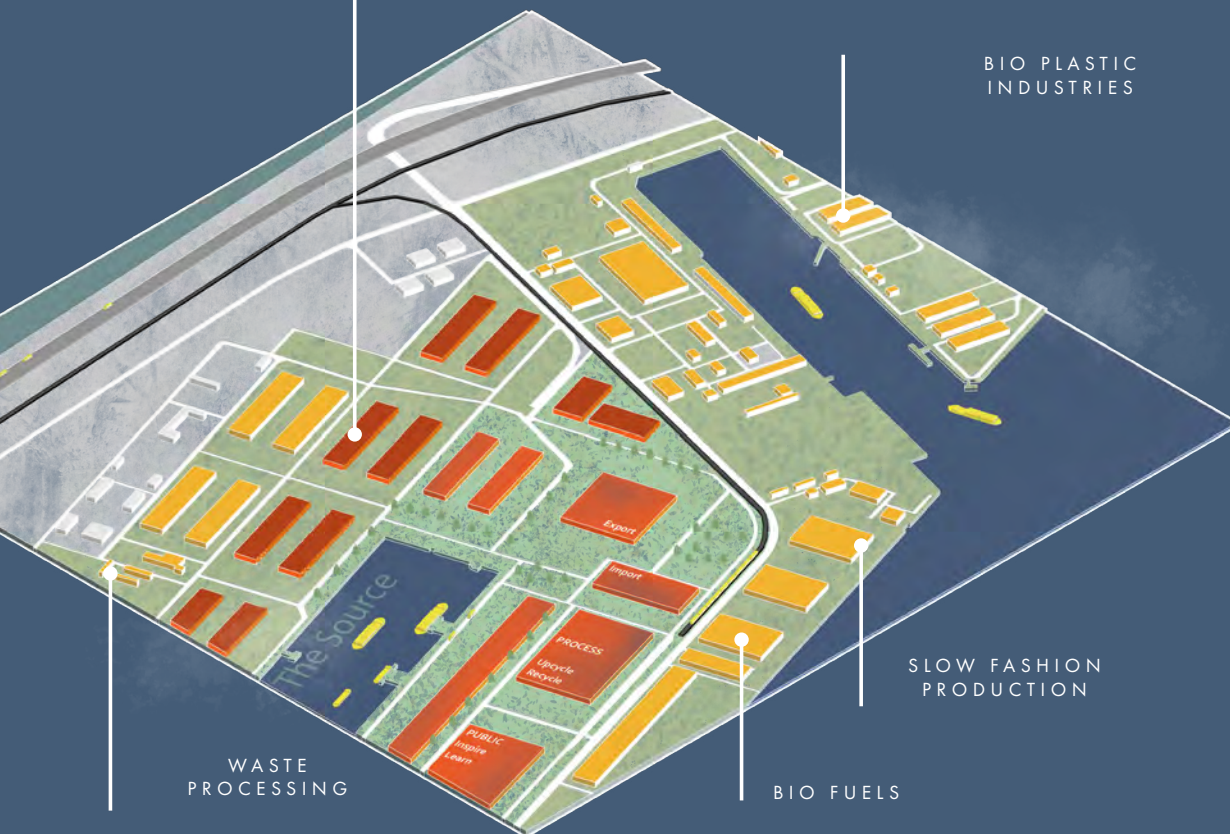 BIO PLASTIC
INDUSTRIES
Export
Import
The Source
PROCESS
Upcycle
Recycle
SLOW FASHION
PRODUCTION
PUBLIC
Inspire
Learn
WASTE
PROCESSING
BIO FUELS